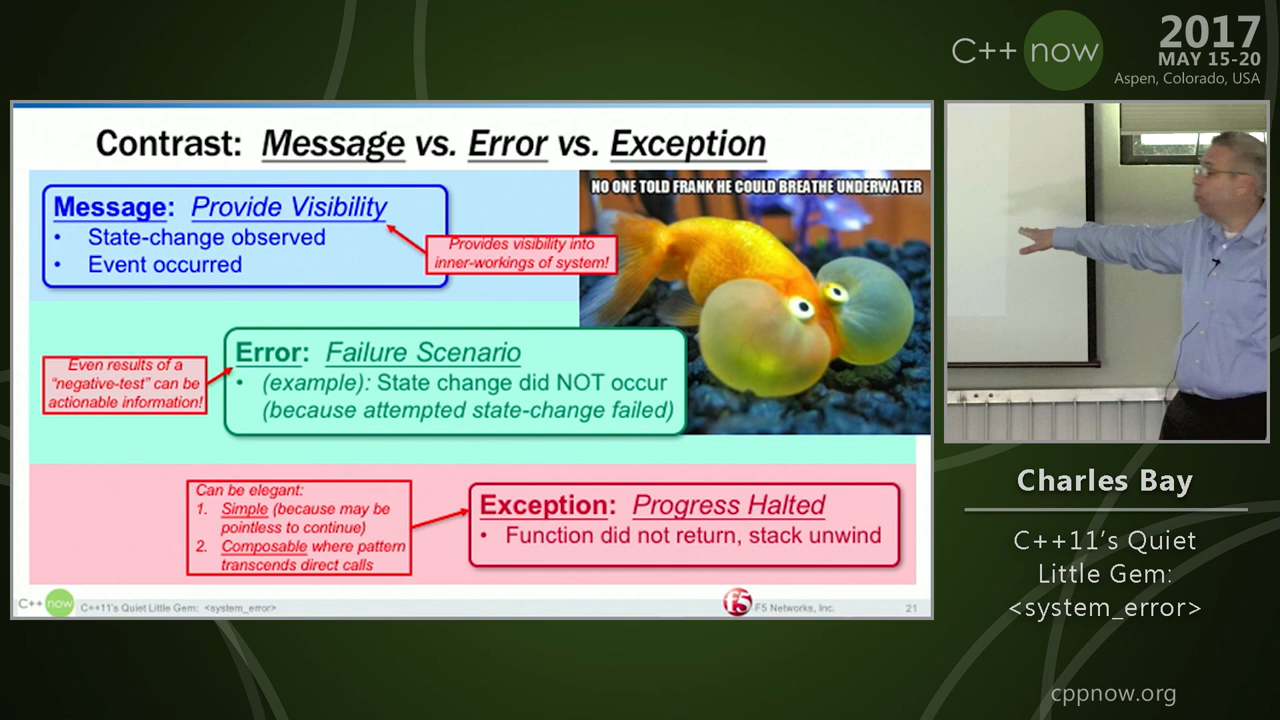 C++ now
2017
MAY 15-20
Aspen, Colorado, USA
Contrast: Message vs. Error vs. Exception
NO ONE TOLD FRANK HE COULD BREATHE UNDERWATER
Message: Provide Visibility
• State-change observed
• Event occurred
Provides visibility into
inner-workings of system!
Even results of a
"negative-test" can be
actionable information!
Error: Failure Scenario
• (example): State change did NOT occur
(because attempted state-change failed)
Can be elegant:
1. Simple (because may be
pointless to continue)
2. Composable where pattern
transcends direct calls
Exception: Progress Halted
• Function did not return, stack unwind
C++ now
C++11's Quiet Little Gem: <system_error>
f5
F5 Networks, Inc.
21
Charles Bay
C++11's Quiet
Little Gem:
<system_error>
cppnow.org